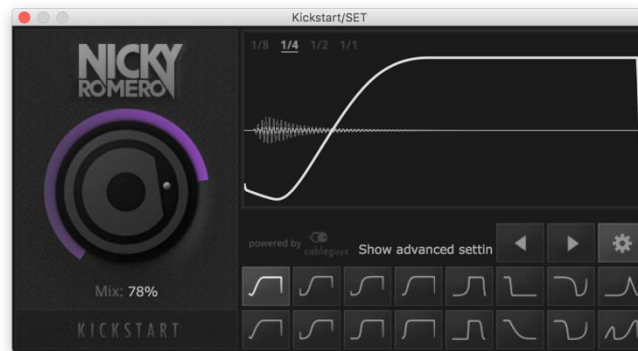 Kickstart/SET
NICKY
ROMERO
1/8 1/4 1/2 1/1
powered by cableguys
Show advanced settin
Mix: 78%
KICKSTART